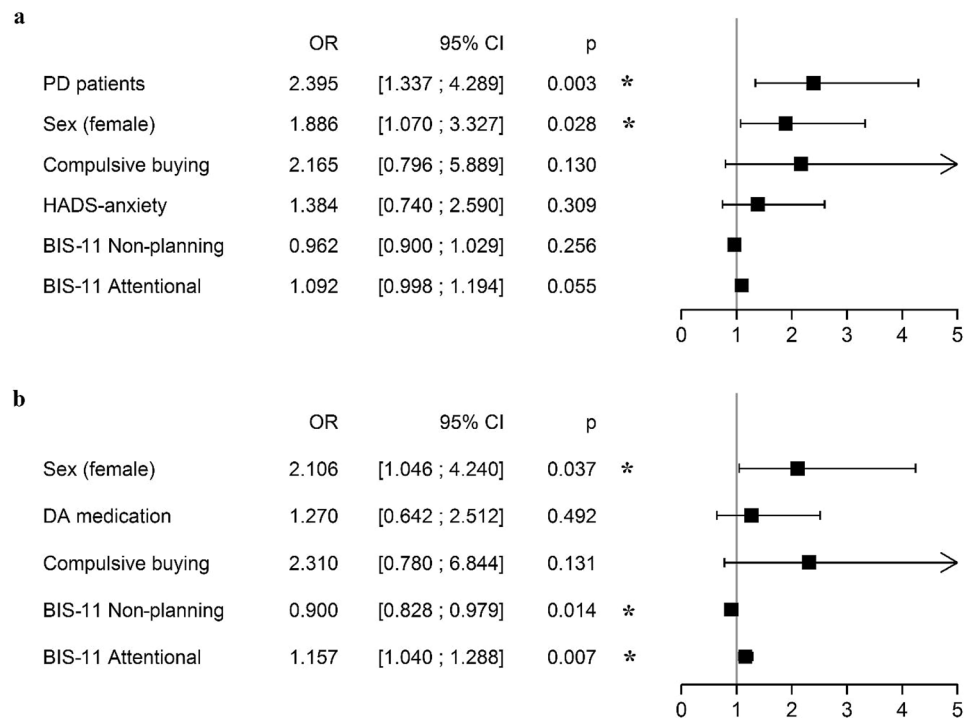 a
OR 95% CI p
PD patients 2.395 [1.337 ; 4.289] 0.003 *
Sex (female) 1.886 [1.070 ; 3.327] 0.028 *
Compulsive buying 2.165 [0.796 ; 5.889] 0.130
HADS-anxiety 1.384 [0.740 ; 2.590] 0.309
BIS-11 Non-planning 0.962 [0.900 ; 1.029] 0.256
BIS-11 Attentional 1.092 [0.998 ; 1.194] 0.055
0 1 2 3 4 5
b
OR 95% CI p
Sex (female) 2.106 [1.046 ; 4.240] 0.037 *
DA medication 1.270 [0.642 ; 2.512] 0.492
Compulsive buying 2.310 [0.780 ; 6.844] 0.131
BIS-11 Non-planning 0.900 [0.828 ; 0.979] 0.014 *
BIS-11 Attentional 1.157 [1.040 ; 1.288] 0.007 *
0 1 2 3 4 5